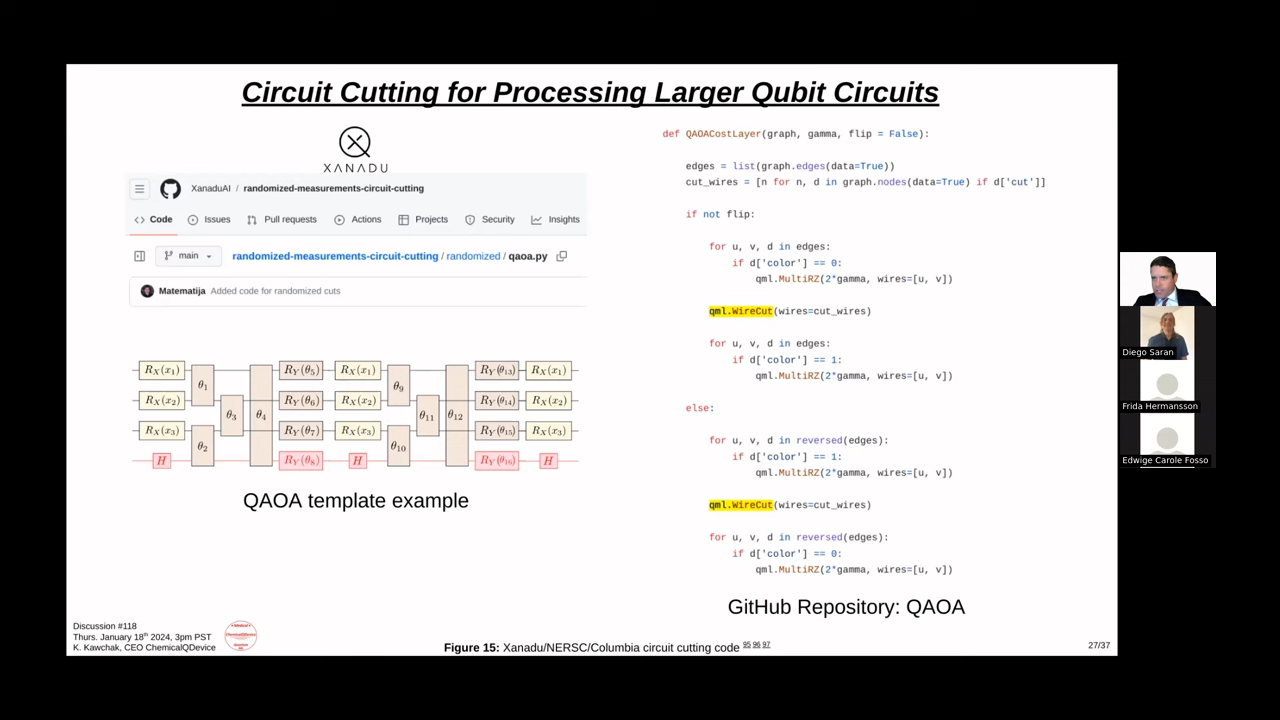 Circuit Cutting for Processing Larger Qubit Circuits
XANADU
XanaduAI / randomized-measurements-circuit-cutting
Code Issues Pull requests Actions Projects Security Insights
main randomized-measurements-circuit-cutting / randomized / qaoa.py
Matematija Added code for randomized cuts
R_X(x_1) θ_1 θ_4 R_Y(θ_5) R_X(x_1) θ_9 θ_12 R_Y(θ_13) R_X(x_1)
R_X(x_2) θ_3 R_Y(θ_6) R_X(x_2) θ_11 R_Y(θ_14) R_X(x_2)
R_X(x_3) θ_2 R_Y(θ_7) R_X(x_3) θ_10 R_Y(θ_15) R_X(x_3)
H R_Y(θ_8) H R_Y(θ_16) H
QAOA template example
def QAOACostLayer(graph, gamma, flip = False):
edges = list(graph.edges(data=True))
cut_wires = [n for n, d in graph.nodes(data=True) if d['cut']]
if not flip:
for u, v, d in edges:
if d['color'] == 0:
qml.MultiRZ(2*gamma, wires=[u, v])
qml.WireCut(wires=cut_wires)
for u, v, d in edges:
if d['color'] == 1:
qml.MultiRZ(2*gamma, wires=[u, v])
else:
for u, v, d in reversed(edges):
if d['color'] == 1:
qml.MultiRZ(2*gamma, wires=[u, v])
qml.WireCut(wires=cut_wires)
for u, v, d in reversed(edges):
if d['color'] == 0:
qml.MultiRZ(2*gamma, wires=[u, v])
GitHub Repository: QAOA
Discussion #118
Thurs. January 18th 2024, 3pm PST
K. Kawchak, CEO ChemicalQDevice
ChemicalQDevice
Figure 15: Xanadu/NERSC/Columbia circuit cutting code 95 96 97
27/37
Diego Saran
Frida Hermansson
Edwige Carole Fosso